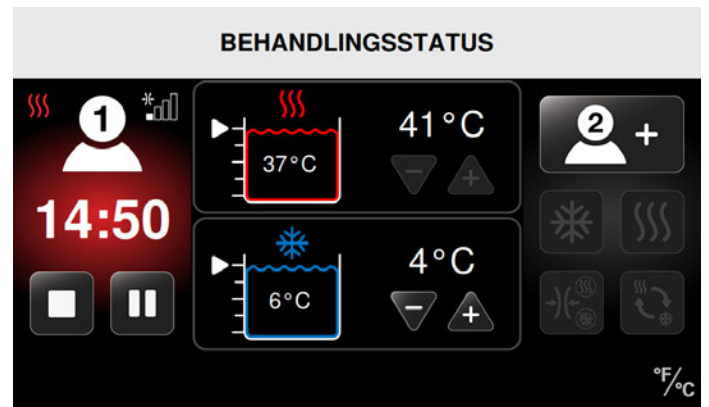 BEHANDLINGSSTATUS
1
14:50
37°C
41°C
6°C
4°C
2 +
°F/°C